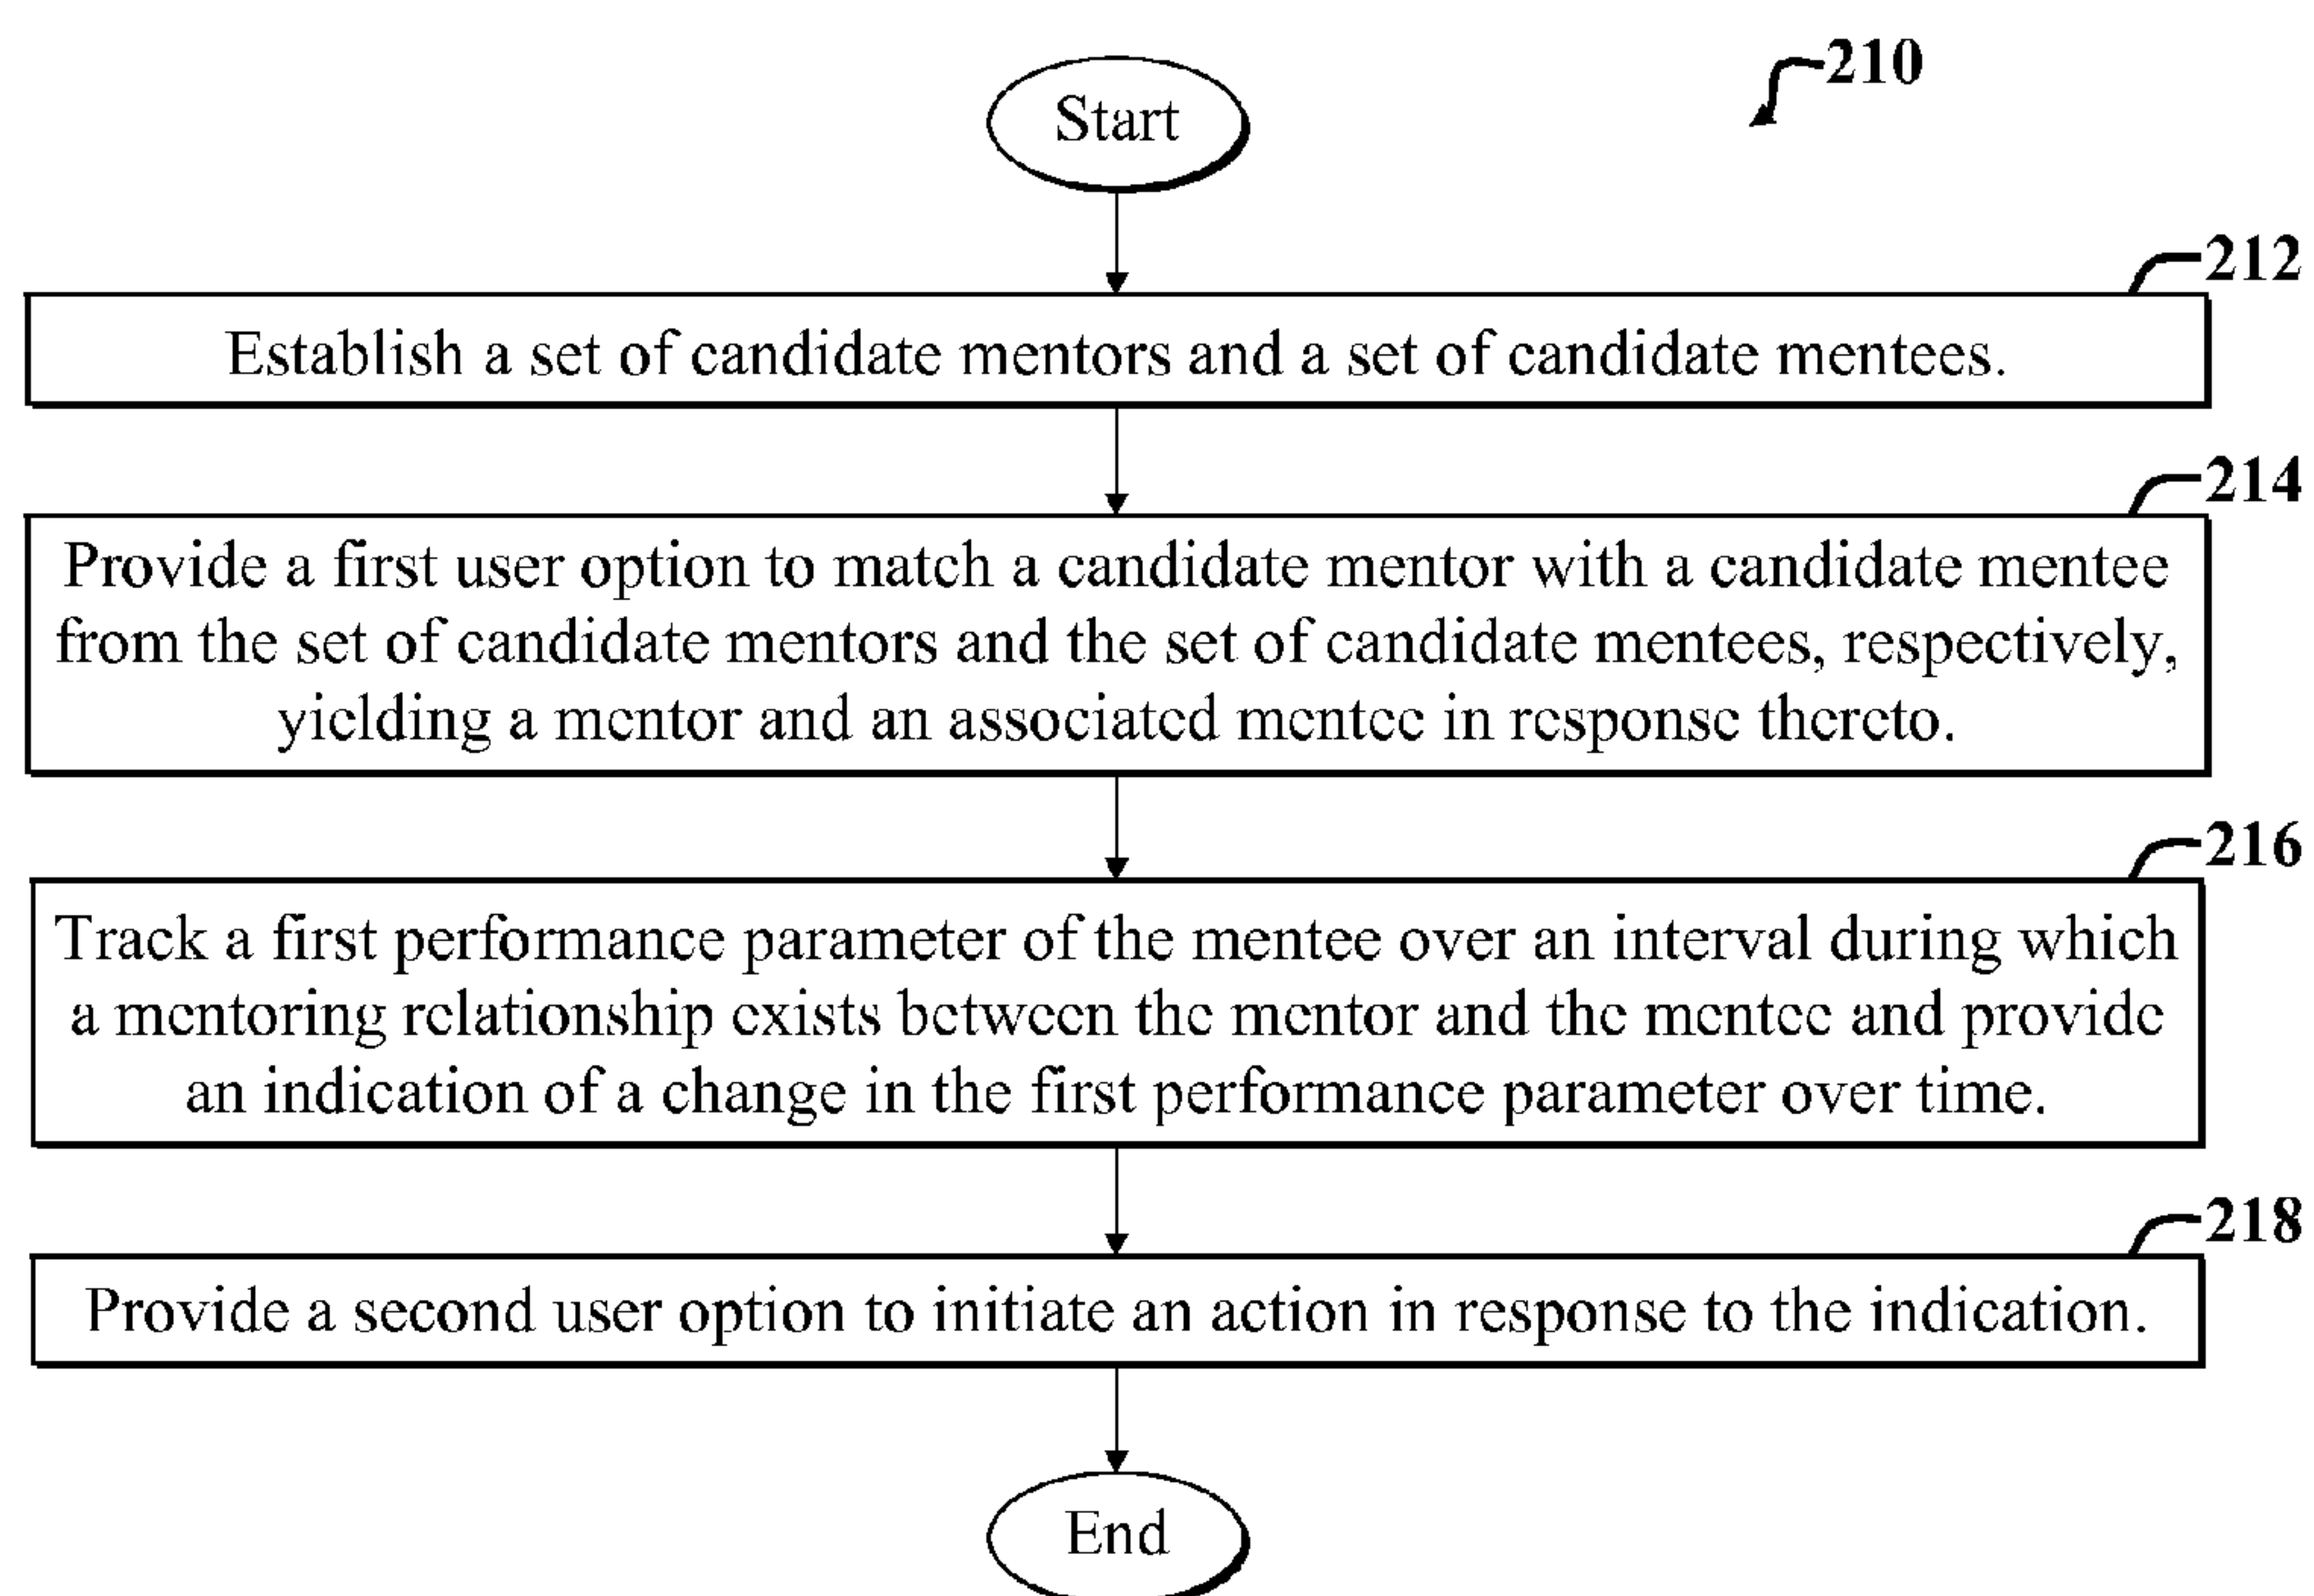 210
Start
212
Establish a set of candidate mentors and a set of candidate mentees.
214
Provide a first user option to match a candidate mentor with a candidate mentee
from the set of candidate mentors and the set of candidate mentees, respectively,
yielding a mentor and an associated mentee in response thereto.
216
Track a first performance parameter of the mentee over an interval during which
a mentoring relationship exists between the mentor and the mentee and provide
an indication of a change in the first performance parameter over time.
218
Provide a second user option to initiate an action in response to the indication.
End